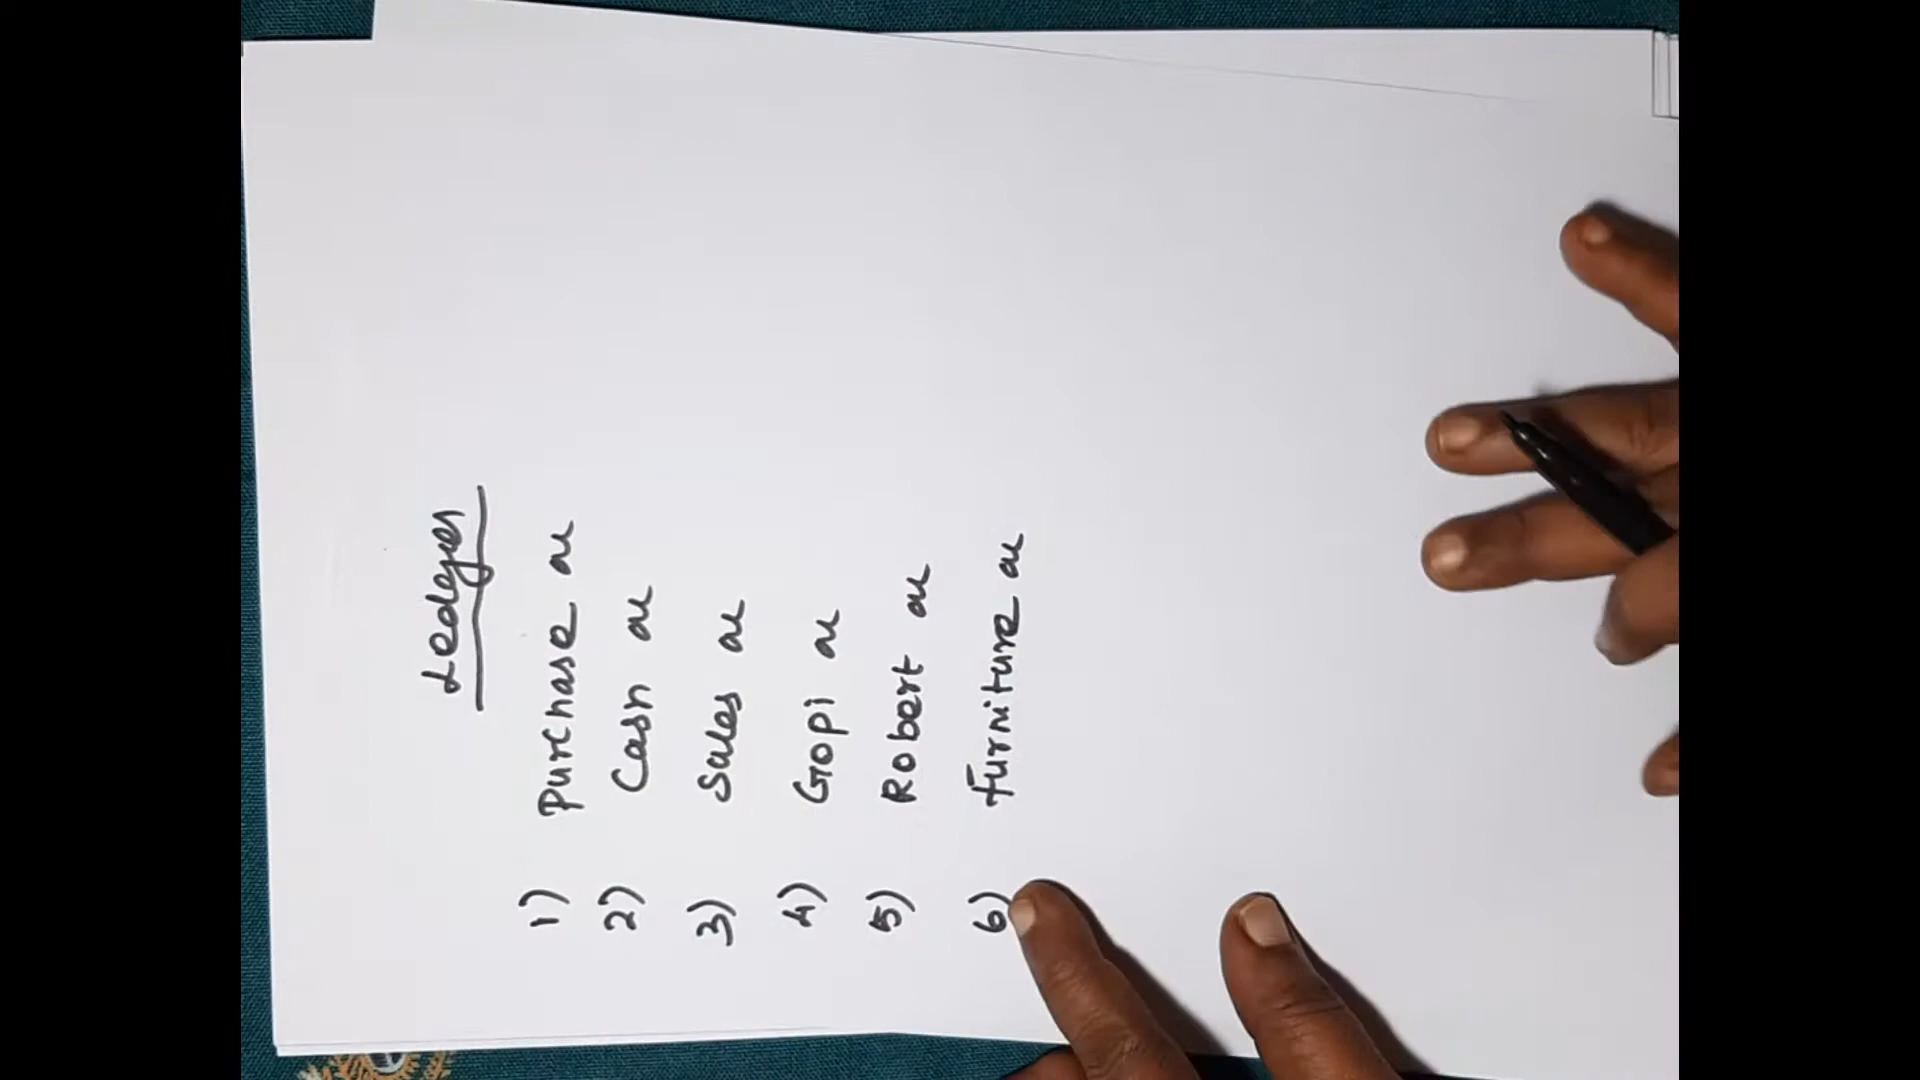 Ledger
1) Purchase a/c
2) Cash a/c
3) Sales a/c
4) Gopi a/c
5) Robert a/c
6) Furniture a/c